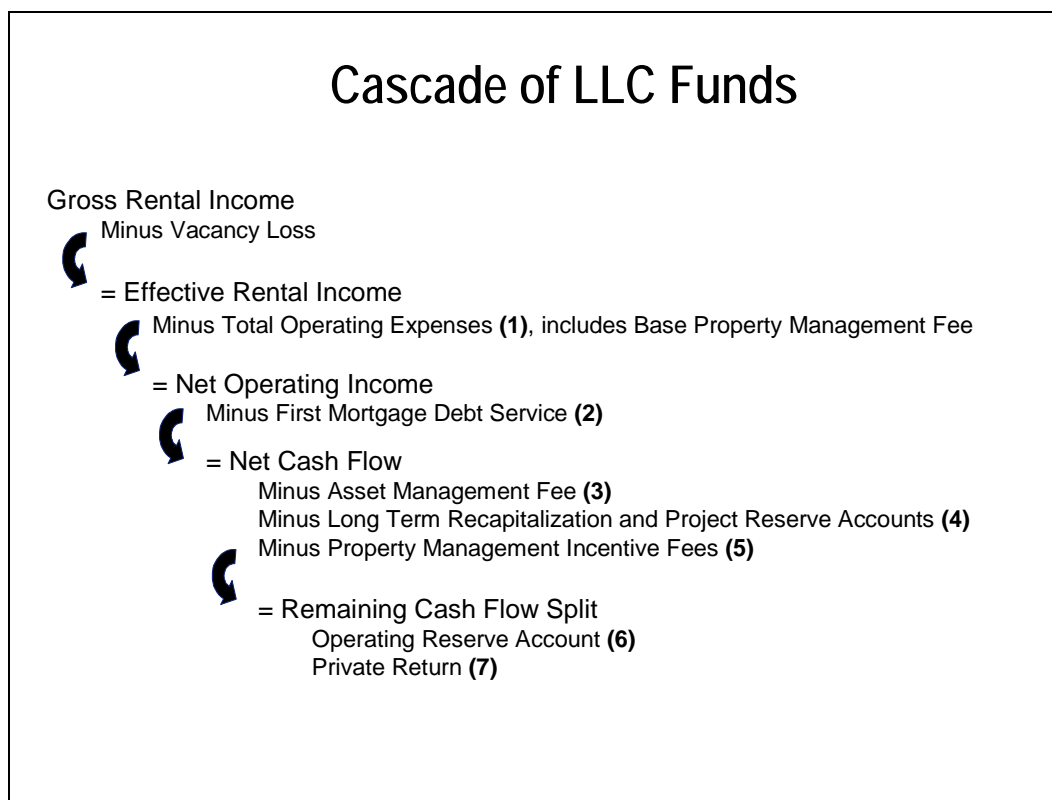 Cascade of LLC Funds
Gross Rental Income
Minus Vacancy Loss
= Effective Rental Income
Minus Total Operating Expenses (1), includes Base Property Management Fee
= Net Operating Income
Minus First Mortgage Debt Service (2)
= Net Cash Flow
Minus Asset Management Fee (3)
Minus Long Term Recapitalization and Project Reserve Accounts (4)
Minus Property Management Incentive Fees (5)
= Remaining Cash Flow Split
Operating Reserve Account (6)
Private Return (7)